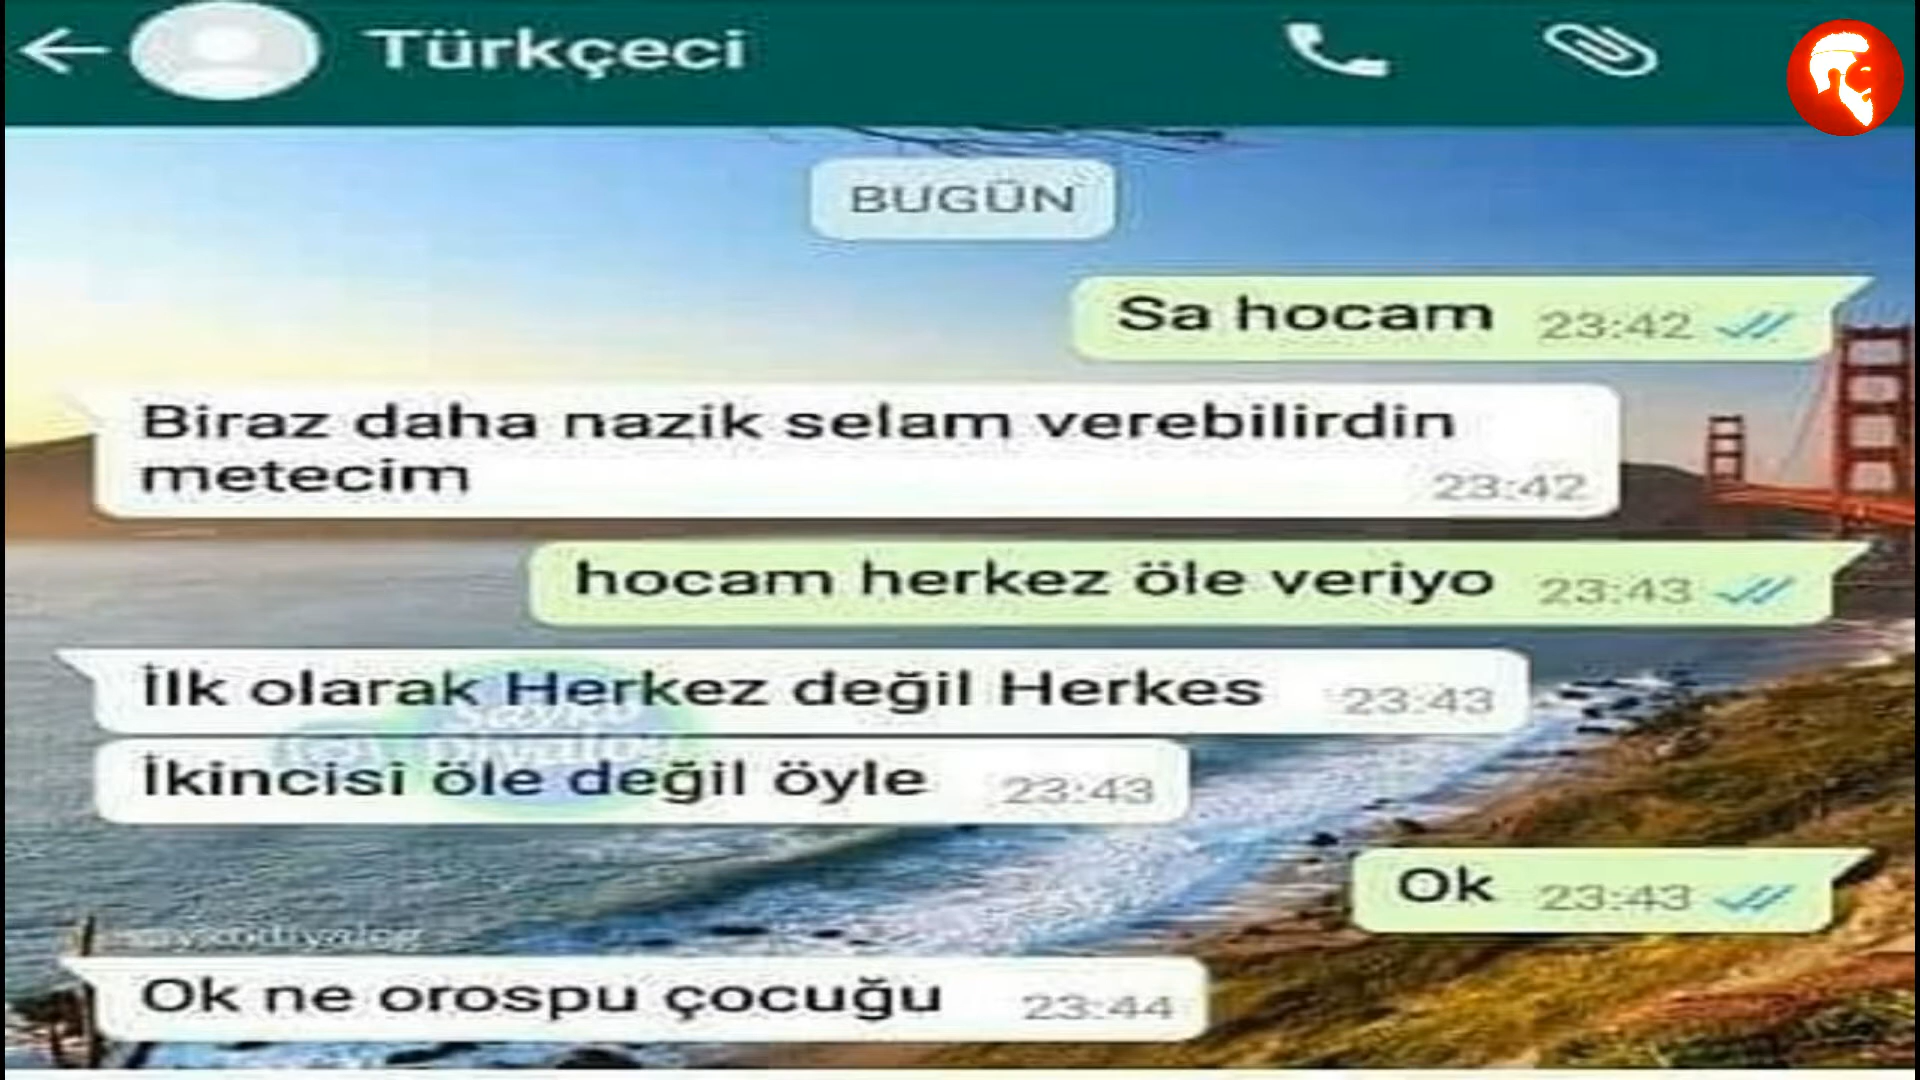 Türkçeci
BUGÜN
Sa hocam 23:42
Biraz daha nazik selam verebilirdin
metecim 23:42
hocam herkez öle veriyo 23:43
İlk olarak Herkez değil Herkes 23:43
İkincisi öle değil öyle 23:43
Ok 23:43
Ok ne orospu çocuğu 23:44